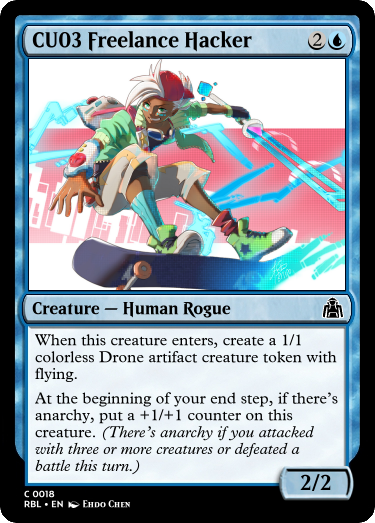 CU03 Freelance Hacker 2
Creature — Human Rogue
When this creature enters, create a 1/1
colorless Drone artifact creature token with
flying.
At the beginning of your end step, if there's
anarchy, put a +1/+1 counter on this
creature. (There's anarchy if you attacked
with three or more creatures or defeated a
battle this turn.)
2/2
C 0018
RBL • EN Ehdo Chen